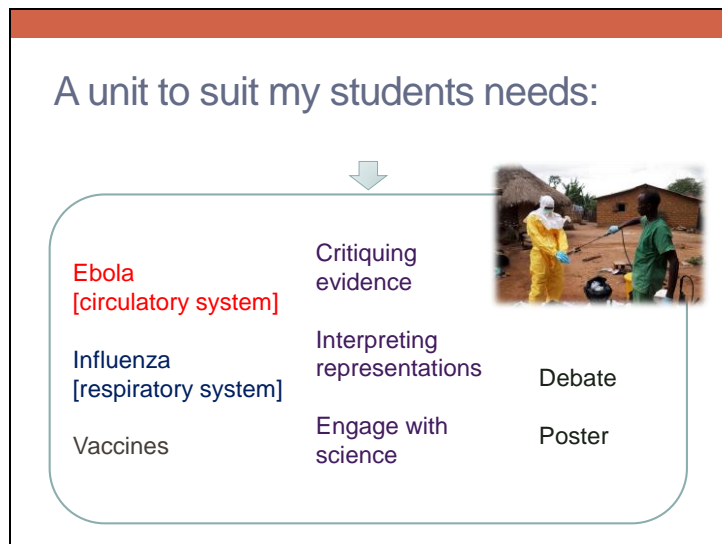 A unit to suit my students needs:
Ebola
[circulatory system]
Influenza
[respiratory system]
Vaccines
Critiquing
evidence
Interpreting
representations
Engage with
science
Debate
Poster